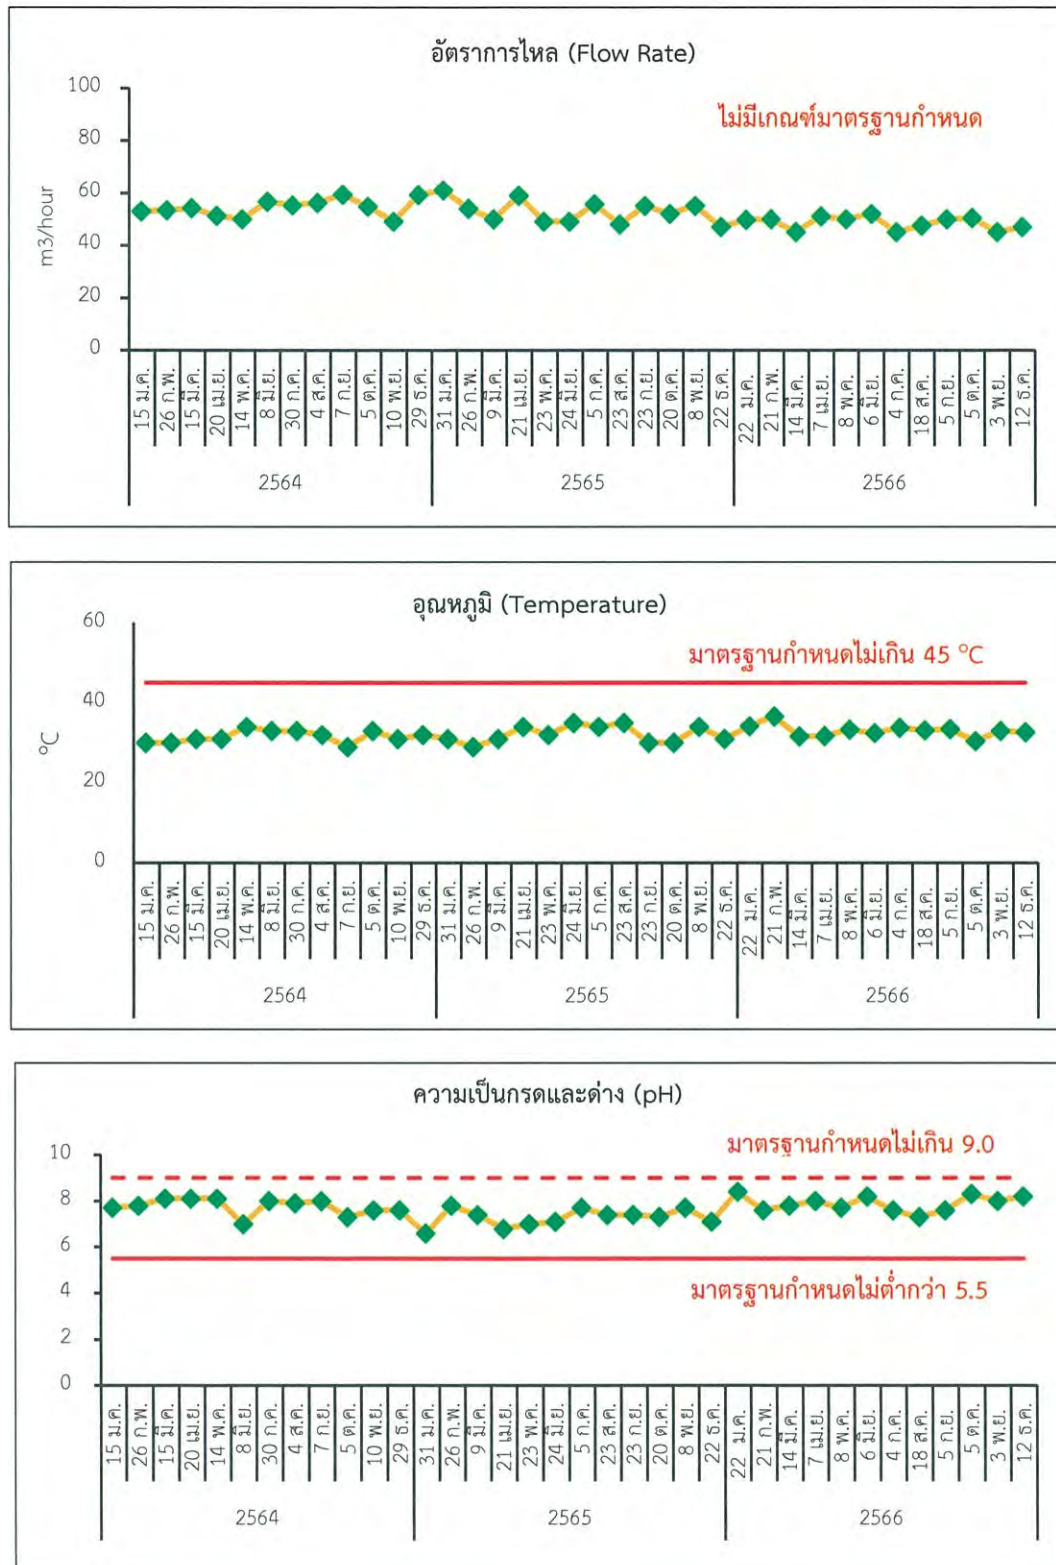 อัตราการไหล (Flow Rate)
ไม่มีเกณฑ์มาตรฐานกำหนด
m3/hour
100
80
60
40
20
0
15 ม.ค. 26 ก.พ. 15 มี.ค. 20 เม.ย. 14 พ.ค. 8 มิ.ย. 30 ก.ค. 4 ส.ค. 7 ก.ย. 5 ต.ค. 10 พ.ย. 29 ธ.ค. 31 ม.ค. 26 ก.พ. 9 มี.ค. 21 เม.ย. 23 พ.ค. 24 มิ.ย. 5 ก.ค. 23 ส.ค. 23 ก.ย. 20 ต.ค. 8 พ.ย. 22 ธ.ค. 22 ม.ค. 21 ก.พ. 14 มี.ค. 7 เม.ย. 8 พ.ค. 6 มิ.ย. 4 ก.ค. 18 ส.ค. 5 ก.ย. 5 ต.ค. 3 พ.ย. 12 ธ.ค.
2564 2565 2566
อุณหภูมิ (Temperature)
มาตรฐานกำหนดไม่เกิน 45 °C
°C
60
40
20
0
15 ม.ค. 26 ก.พ. 15 มี.ค. 20 เม.ย. 14 พ.ค. 8 มิ.ย. 30 ก.ค. 4 ส.ค. 7 ก.ย. 5 ต.ค. 10 พ.ย. 29 ธ.ค. 31 ม.ค. 26 ก.พ. 9 มี.ค. 21 เม.ย. 23 พ.ค. 24 มิ.ย. 5 ก.ค. 23 ส.ค. 23 ก.ย. 20 ต.ค. 8 พ.ย. 22 ธ.ค. 22 ม.ค. 21 ก.พ. 14 มี.ค. 7 เม.ย. 8 พ.ค. 6 มิ.ย. 4 ก.ค. 18 ส.ค. 5 ก.ย. 5 ต.ค. 3 พ.ย. 12 ธ.ค.
2564 2565 2566
ความเป็นกรดและด่าง (pH)
มาตรฐานกำหนดไม่เกิน 9.0
มาตรฐานกำหนดไม่ต่ำกว่า 5.5
10
8
6
4
2
0
15 ม.ค. 26 ก.พ. 15 มี.ค. 20 เม.ย. 14 พ.ค. 8 มิ.ย. 30 ก.ค. 4 ส.ค. 7 ก.ย. 5 ต.ค. 10 พ.ย. 29 ธ.ค. 31 ม.ค. 26 ก.พ. 9 มี.ค. 21 เม.ย. 23 พ.ค. 24 มิ.ย. 5 ก.ค. 23 ส.ค. 23 ก.ย. 20 ต.ค. 8 พ.ย. 22 ธ.ค. 22 ม.ค. 21 ก.พ. 14 มี.ค. 7 เม.ย. 8 พ.ค. 6 มิ.ย. 4 ก.ค. 18 ส.ค. 5 ก.ย. 5 ต.ค. 3 พ.ย. 12 ธ.ค.
2564 2565 2566